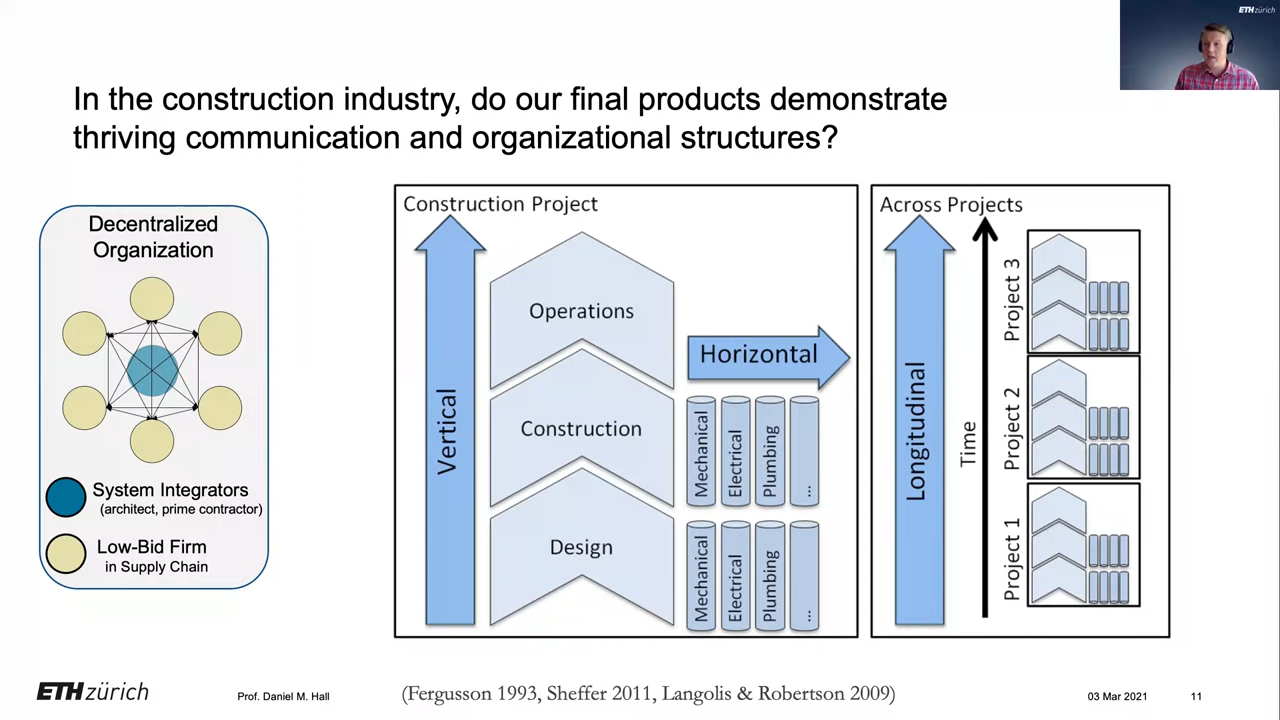 ETH zürich
In the construction industry, do our final products demonstrate
thriving communication and organizational structures?
Decentralized
Organization
System Integrators
(architect, prime contractor)
Low-Bid Firm
in Supply Chain
Construction Project
Vertical
Operations
Construction
Design
Horizontal
Mechanical
Electrical
Plumbing
...
Mechanical
Electrical
Plumbing
...
Across Projects
Longitudinal
Time
Project 3
Project 2
Project 1
ETH zürich
Prof. Daniel M. Hall
(Fergusson 1993, Sheffer 2011, Langolis & Robertson 2009)
03 Mar 2021
11